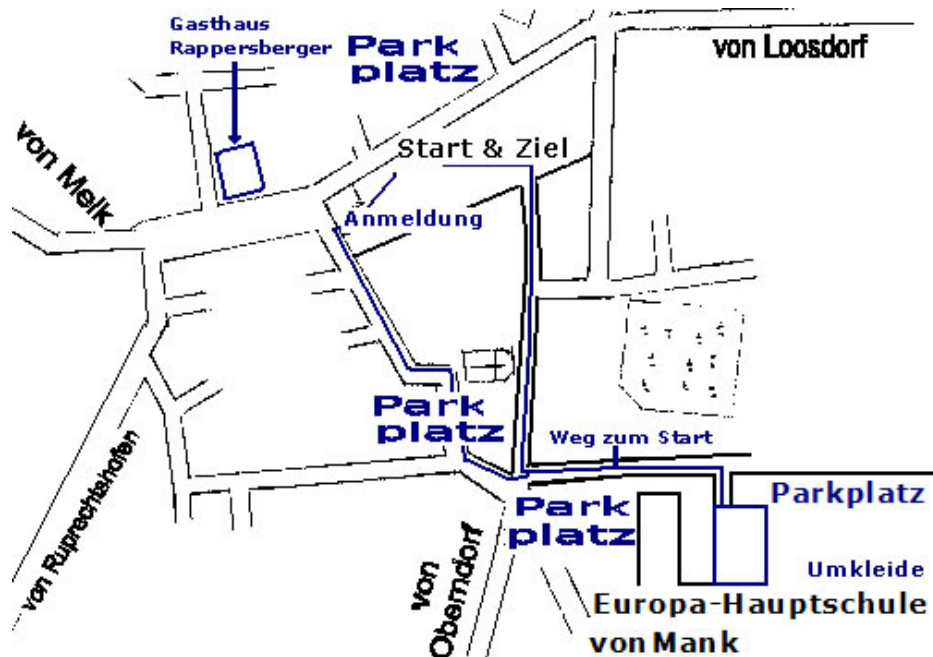 Gasthaus
Rappersberger
Park
platz
von Loosdorf
von Melk
Start & Ziel
Anmeldung
Park
platz
Weg zum Start
von Ruprechtshofen
Park
platz
Parkplatz
von
Oberndorf
Umkleide
Europa-Hauptschule
von Mank